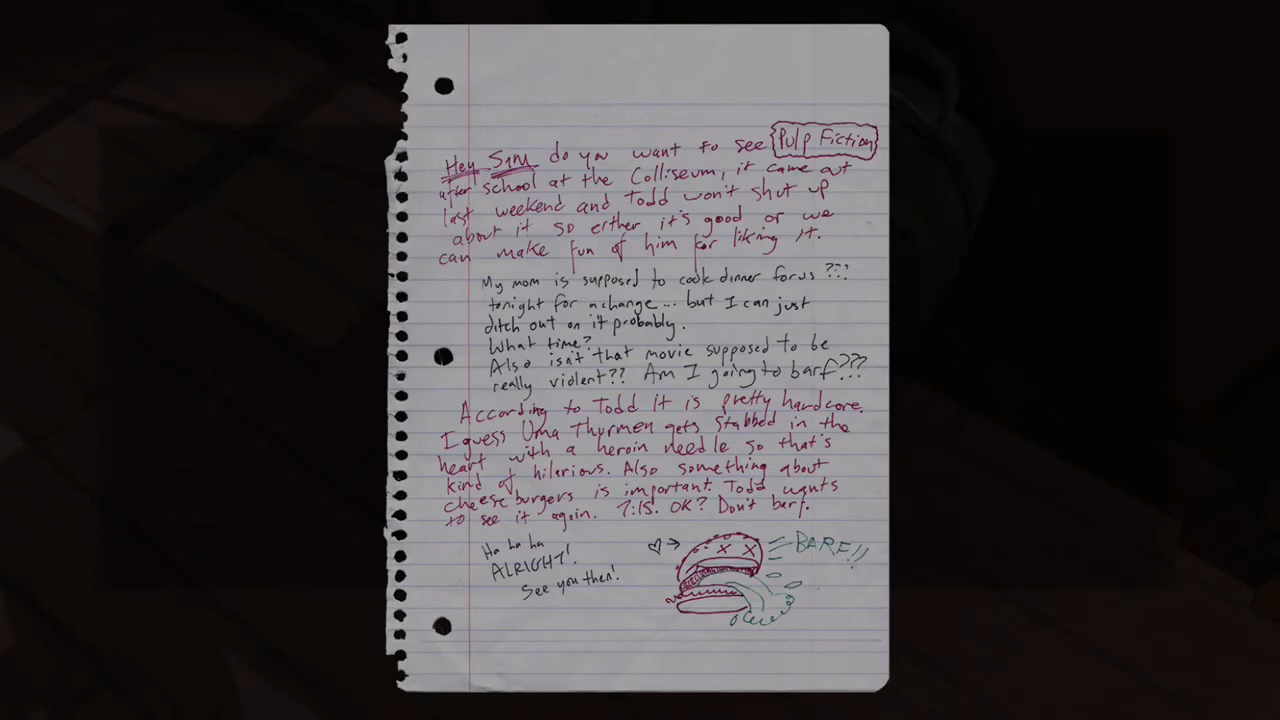 Hey Sam do you want to see Pulp Fiction
after school at the Colliseum, it came out
last weekend and Todd won't shut up
about it so either it's good or we
can make fun of him for liking it.
My mom is supposed to cook dinner for us ???
tonight for a change... but I can just
ditch out on it probably.
What time?
Also isn't that movie supposed to be
really violent?? Am I going to barf???
According to Todd it is pretty hardcore.
I guess Uma Thurmen gets stabbed in the
heart with a heroin needle so that's
kind of hilerious. Also something about
cheeseburgers is important. Todd wants
to see it again. 7:15. OK? Don't barf.
Ha ha ha
ALRIGHT!
See you then!
BARF!!